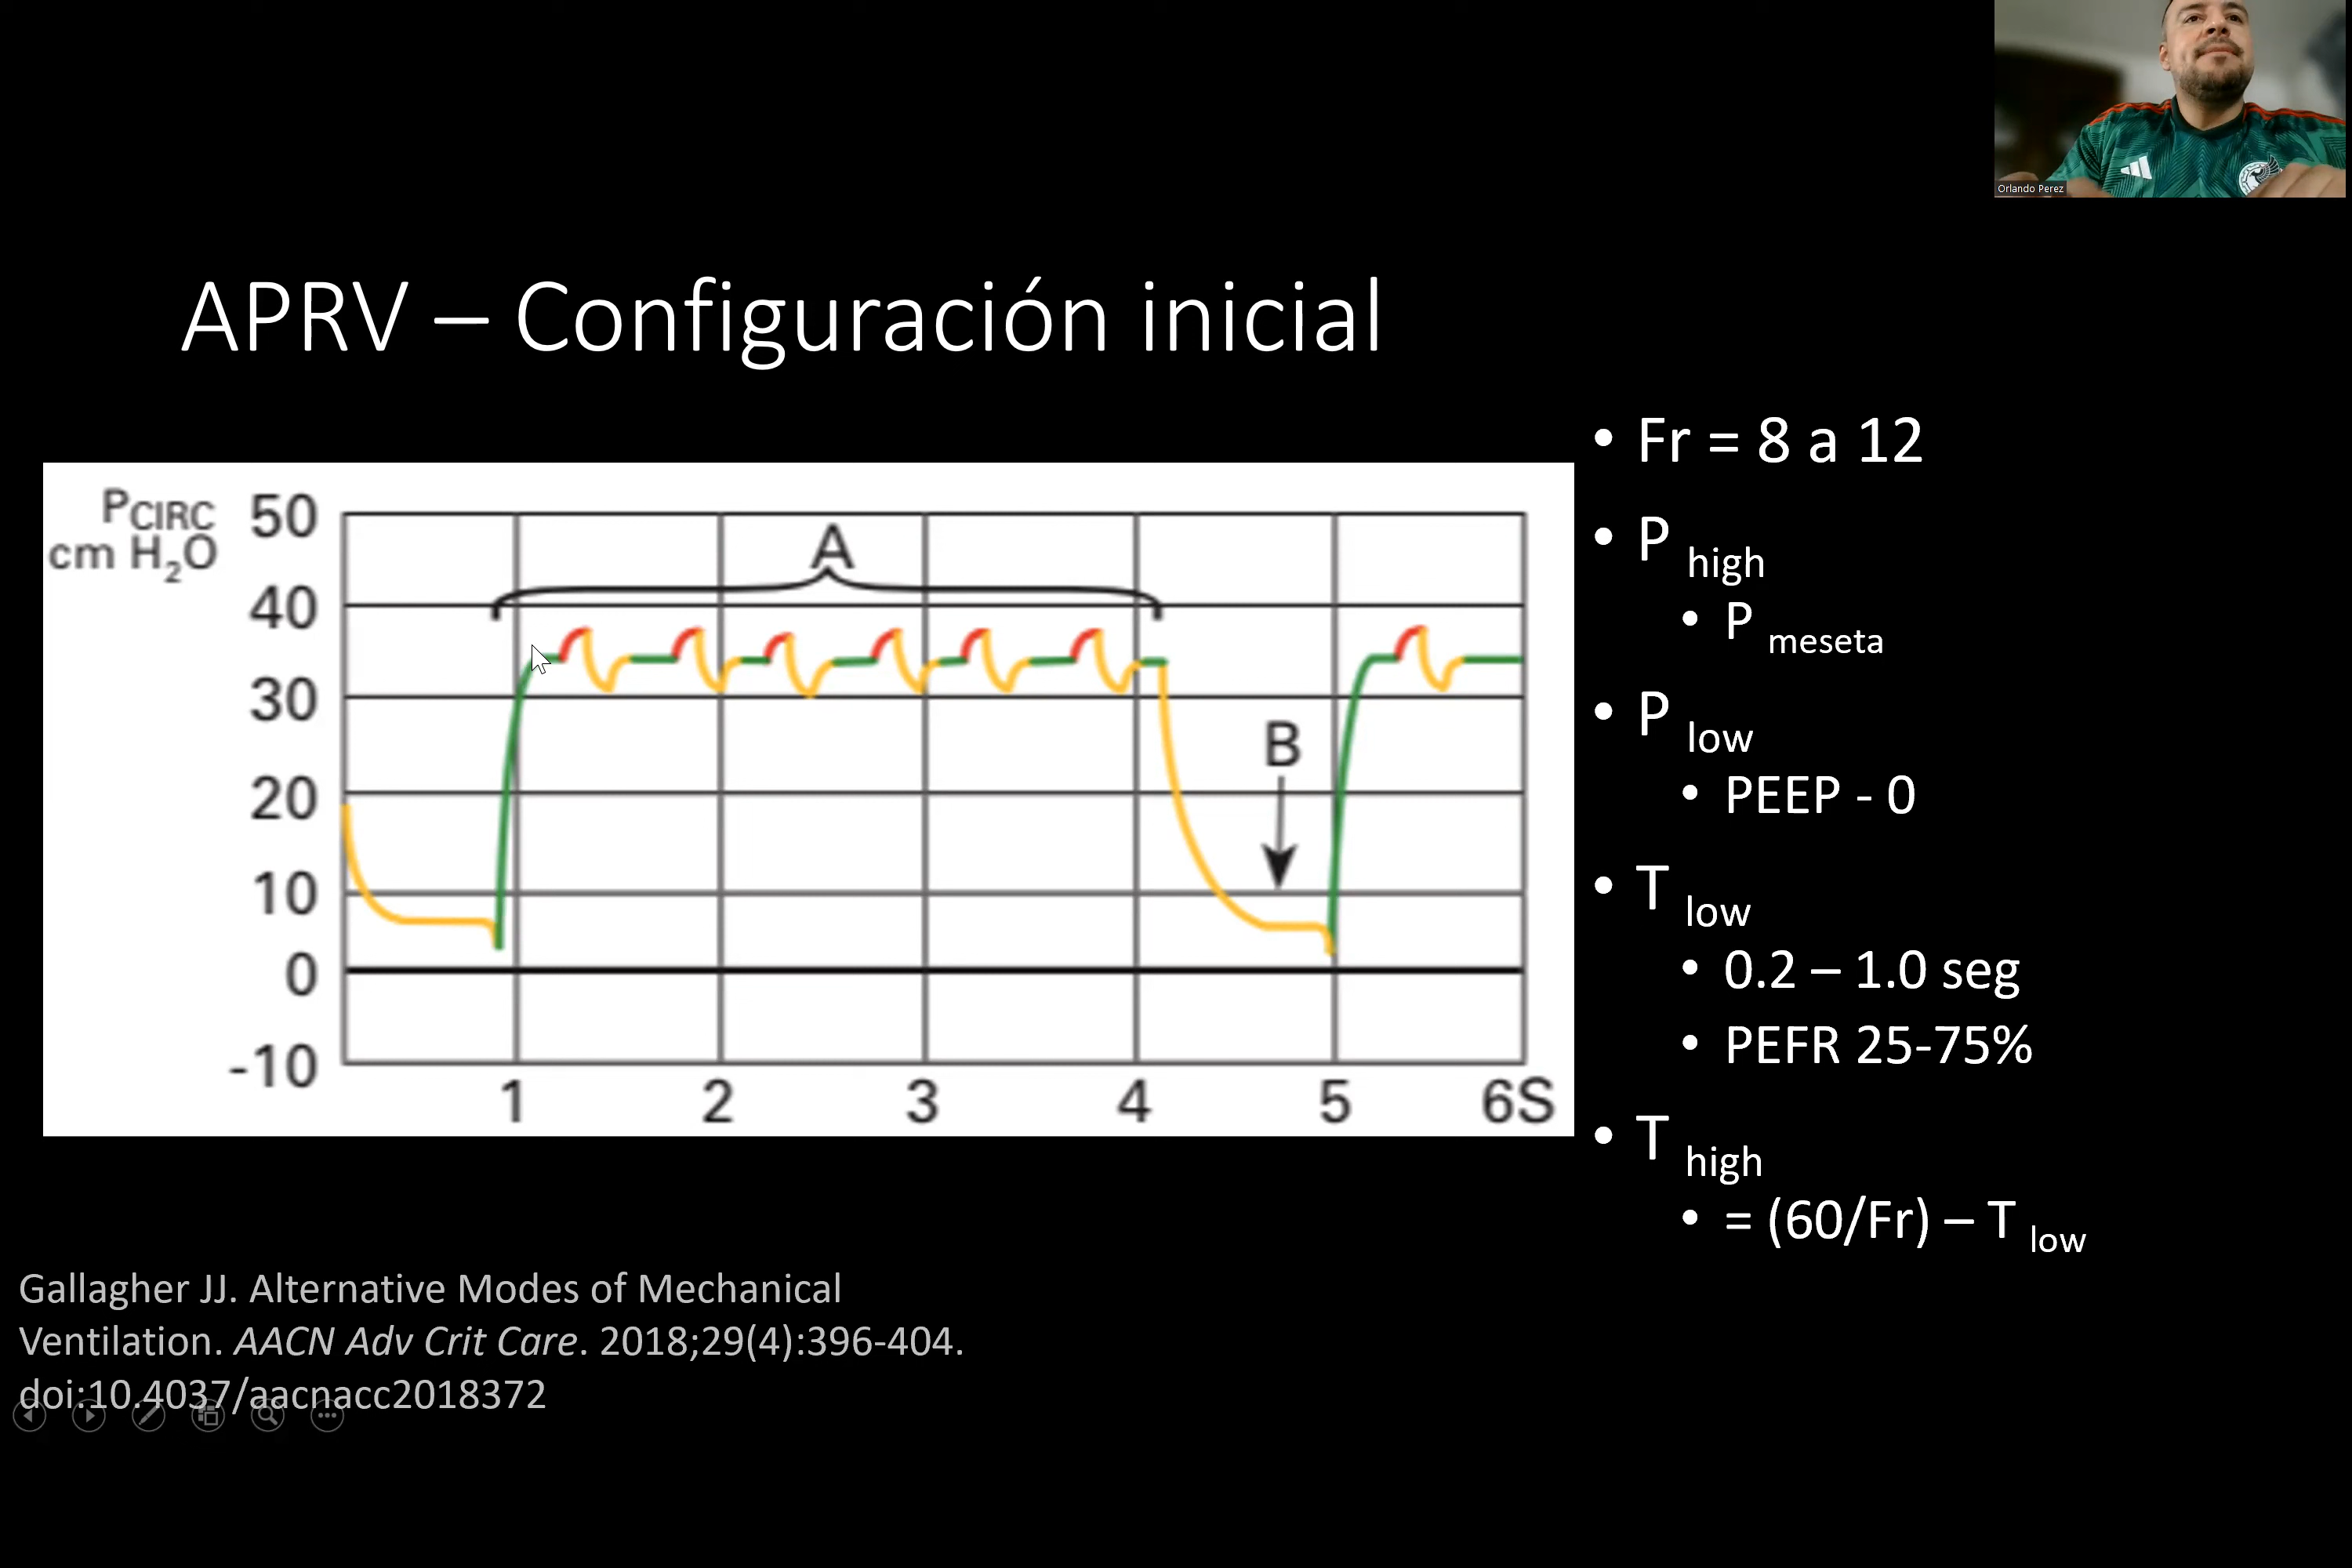 Orlando Perez
APRV – Configuración inicial
PCIRC
cm H₂O
50
40
30
20
10
0
-10
A
B
1 2 3 4 5 6S
• Fr = 8 a 12
• P high
• P meseta
• P low
• PEEP - 0
• T low
• 0.2 – 1.0 seg
• PEFR 25-75%
• T high
• = (60/Fr) – T low
Gallagher JJ. Alternative Modes of Mechanical
Ventilation. AACN Adv Crit Care. 2018;29(4):396-404.
doi:10.4037/aacnacc2018372